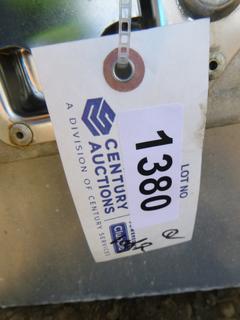 CENTURY
AUCTIONS
A DIVISION OF CENTURY SERVICES
LOT NO
1380